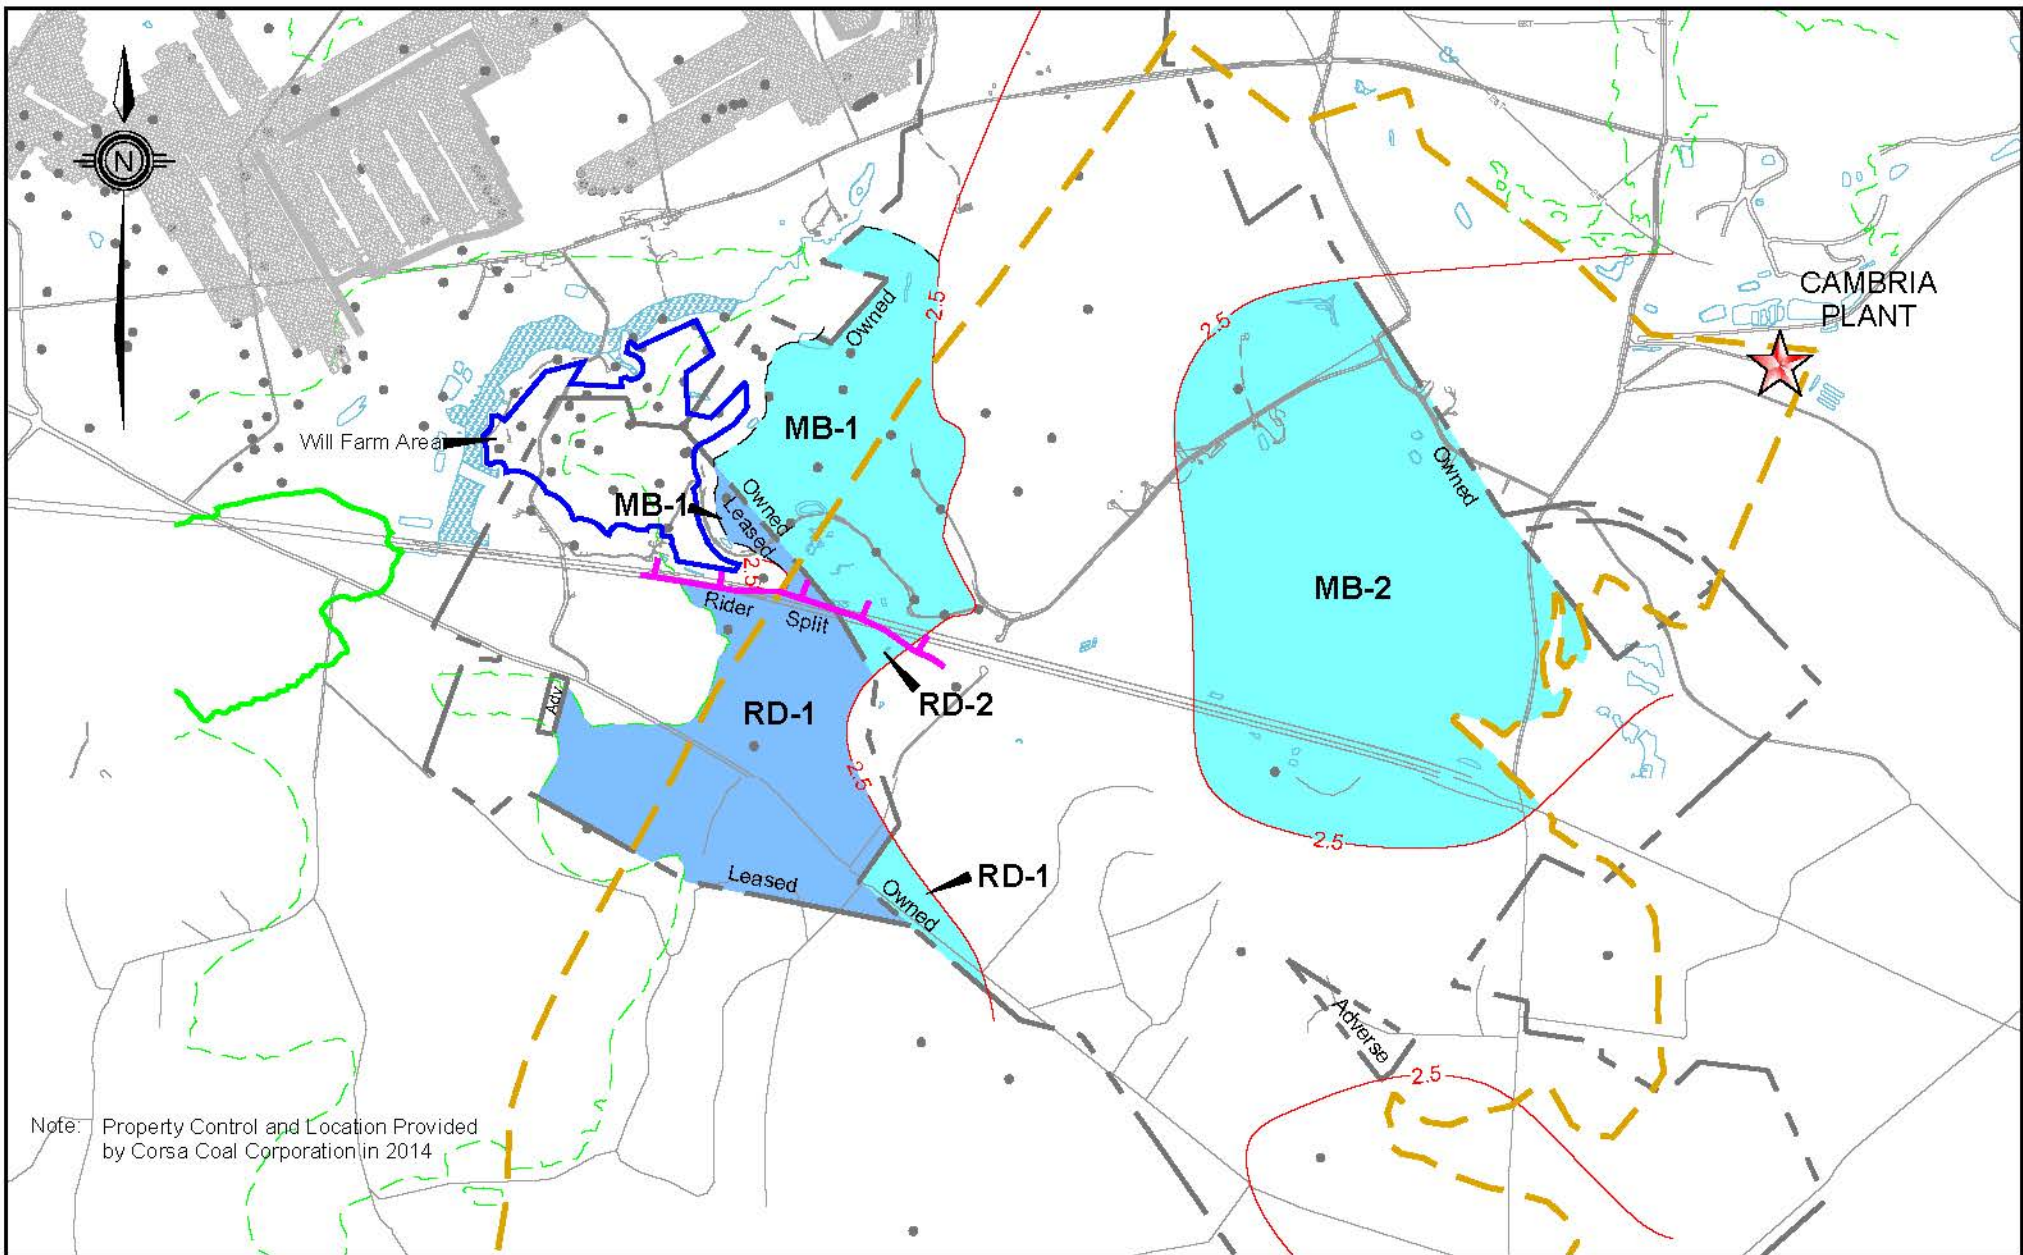 N
2.5
CAMBRIA
PLANT
Owned
2.5
MB-1
Will Farm Area
Owned
MB-1
Owned
Leased
2.5
MB-2
Rider
Split
Adv.
RD-1
RD-2
2.5
2.5
Leased
RD-1
Owned
Adverse
2.5
Note: Property Control and Location Provided
by Corsa Coal Corporation in 2014